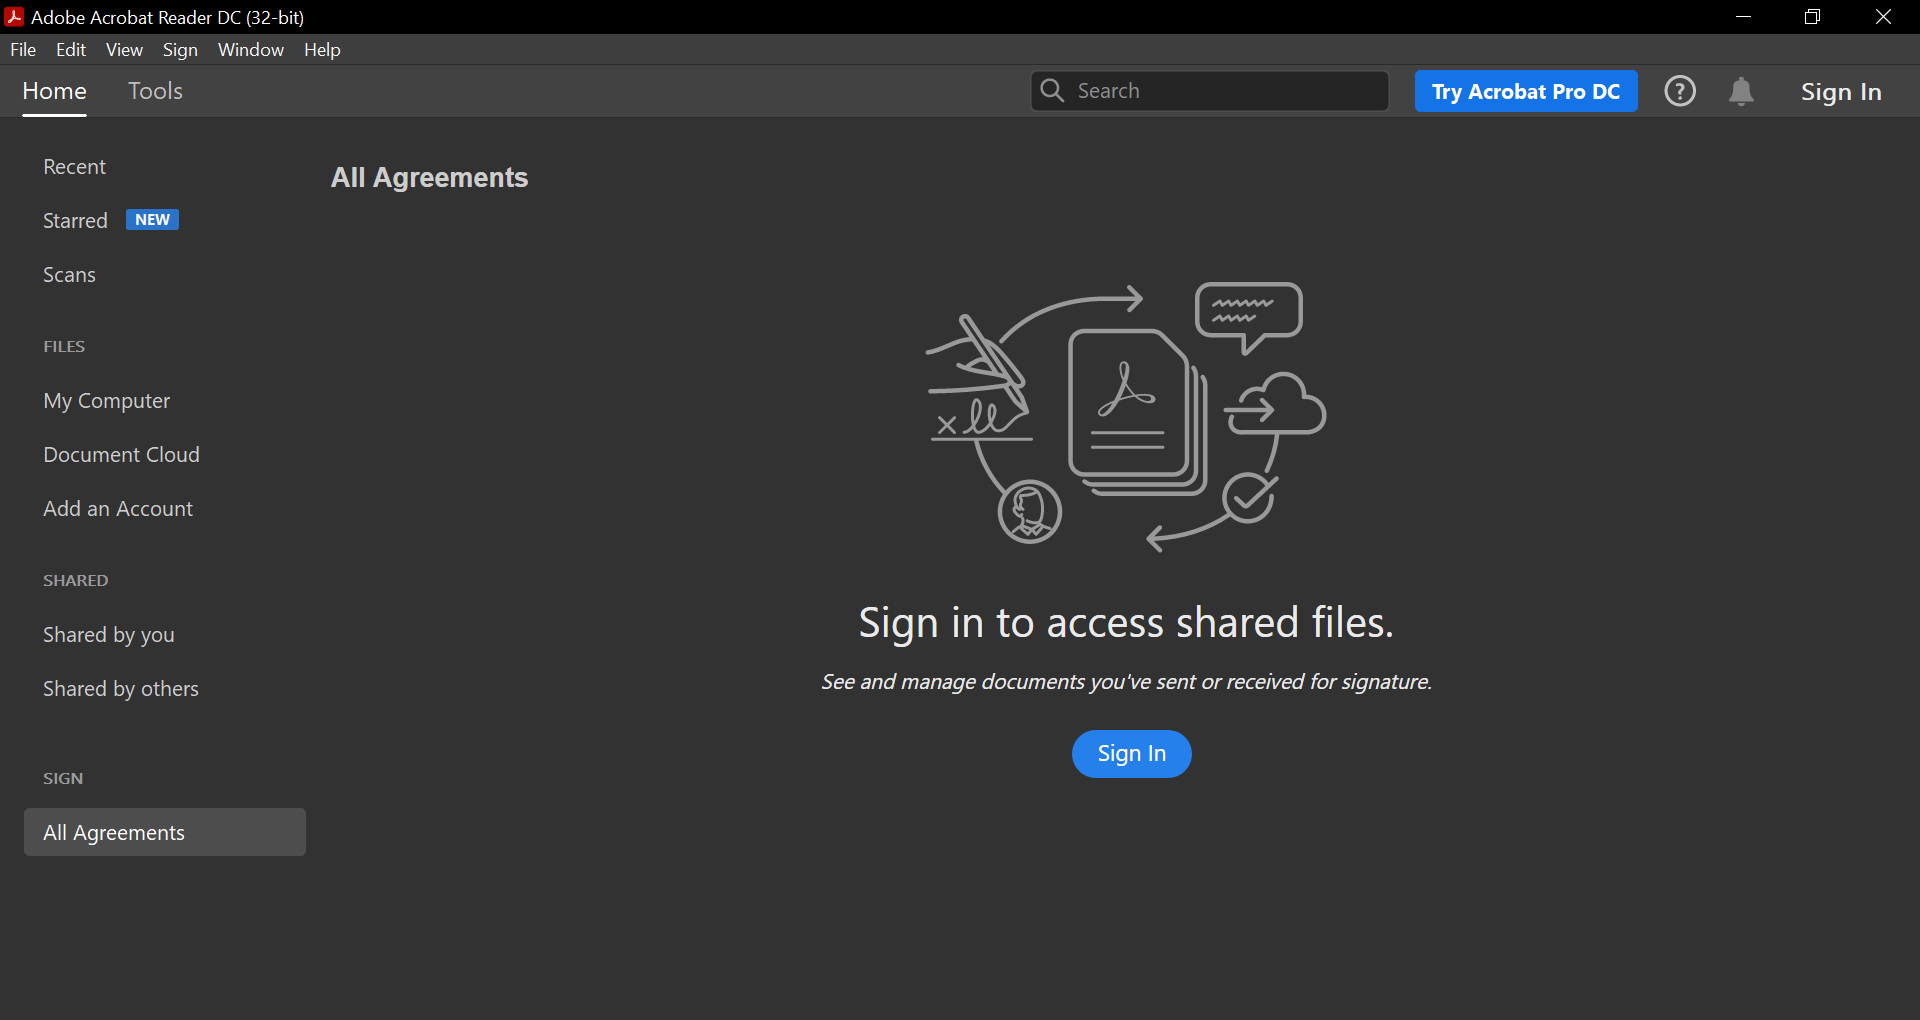 Adobe Acrobat Reader DC (32-bit)
File Edit View Sign Window Help
Home Tools Search Try Acrobat Pro DC ? Sign In
Recent
Starred NEW
Scans
FILES
My Computer
Document Cloud
Add an Account
SHARED
Shared by you
Shared by others
SIGN
All Agreements
All Agreements
Sign in to access shared files.
See and manage documents you've sent or received for signature.
Sign In